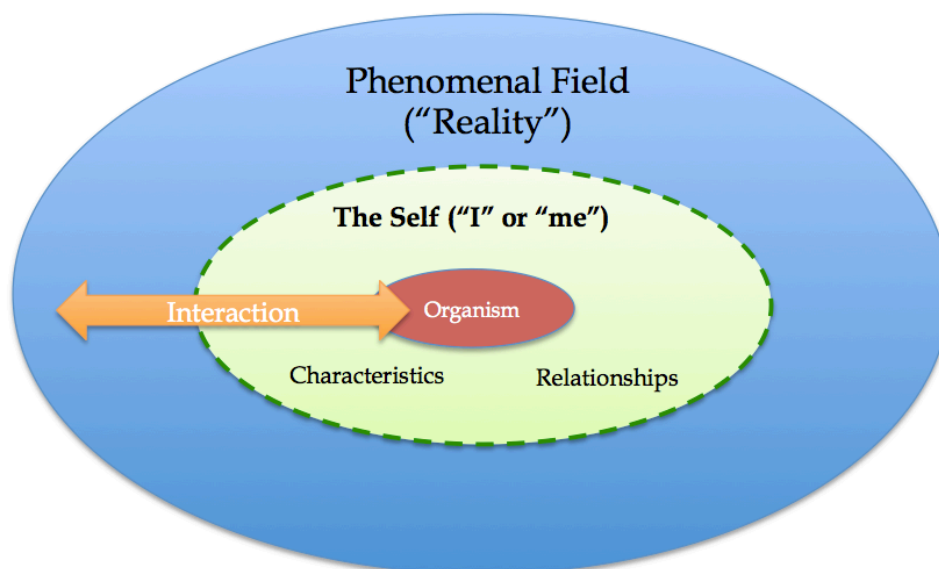 Phenomenal Field
(“Reality”)
The Self (“I” or “me”)
Interaction
Organism
Characteristics
Relationships